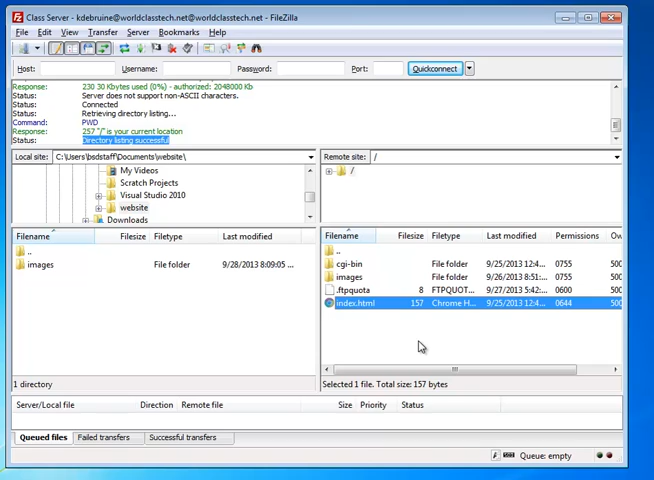 Class Server - kdebruine@worldclasstech.net@worldclasstech.net - FileZilla
File Edit View Transfer Server Bookmarks Help
Host: Username: Password: Port: Quickconnect
Response: 230 30 Kbytes used (0%) - authorized: 2048000 Kb
Status: Server does not support non-ASCII characters.
Status: Connected
Status: Retrieving directory listing...
Command: PWD
Response: 257 "/" is your current location
Status: Directory listing successful
Local site: C:\Users\bsdstaff\Documents\website\ Remote site: /
My Videos /
Scratch Projects
Visual Studio 2010
website
Downloads
Filename Filesize Filetype Last modified Filename Filesize Filetype Last modified Permissions Ow
.. ..
images File folder 9/28/2013 8:09:05 ... cgi-bin File folder 9/25/2013 12:4... 0755 500
images File folder 9/26/2013 8:51:... 0755 500
.ftpquota 8 FTPQUOT... 9/27/2013 5:42:... 0600 500
index.html 157 Chrome H... 9/25/2013 12:4... 0644 500
1 directory Selected 1 file. Total size: 157 bytes
Server/Local file Direction Remote file Size Priority Status
Queued files Failed transfers Successful transfers
Queue: empty